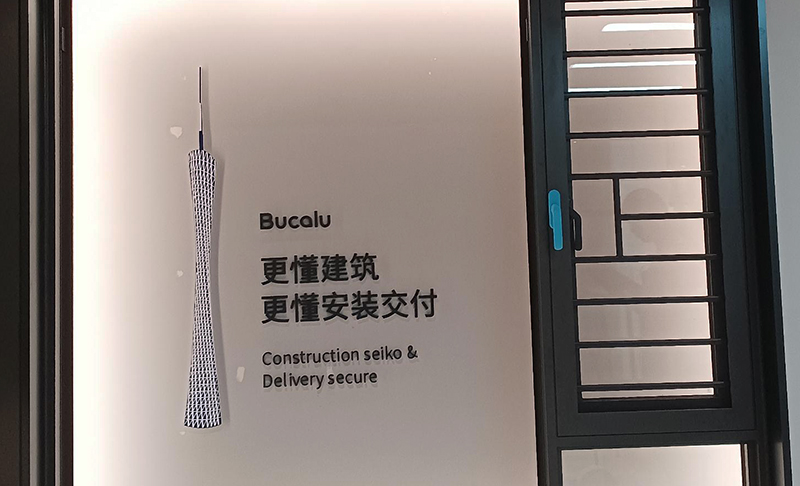 Bucalu
更懂建筑
更懂安装交付
Construction seiko &
Delivery secure